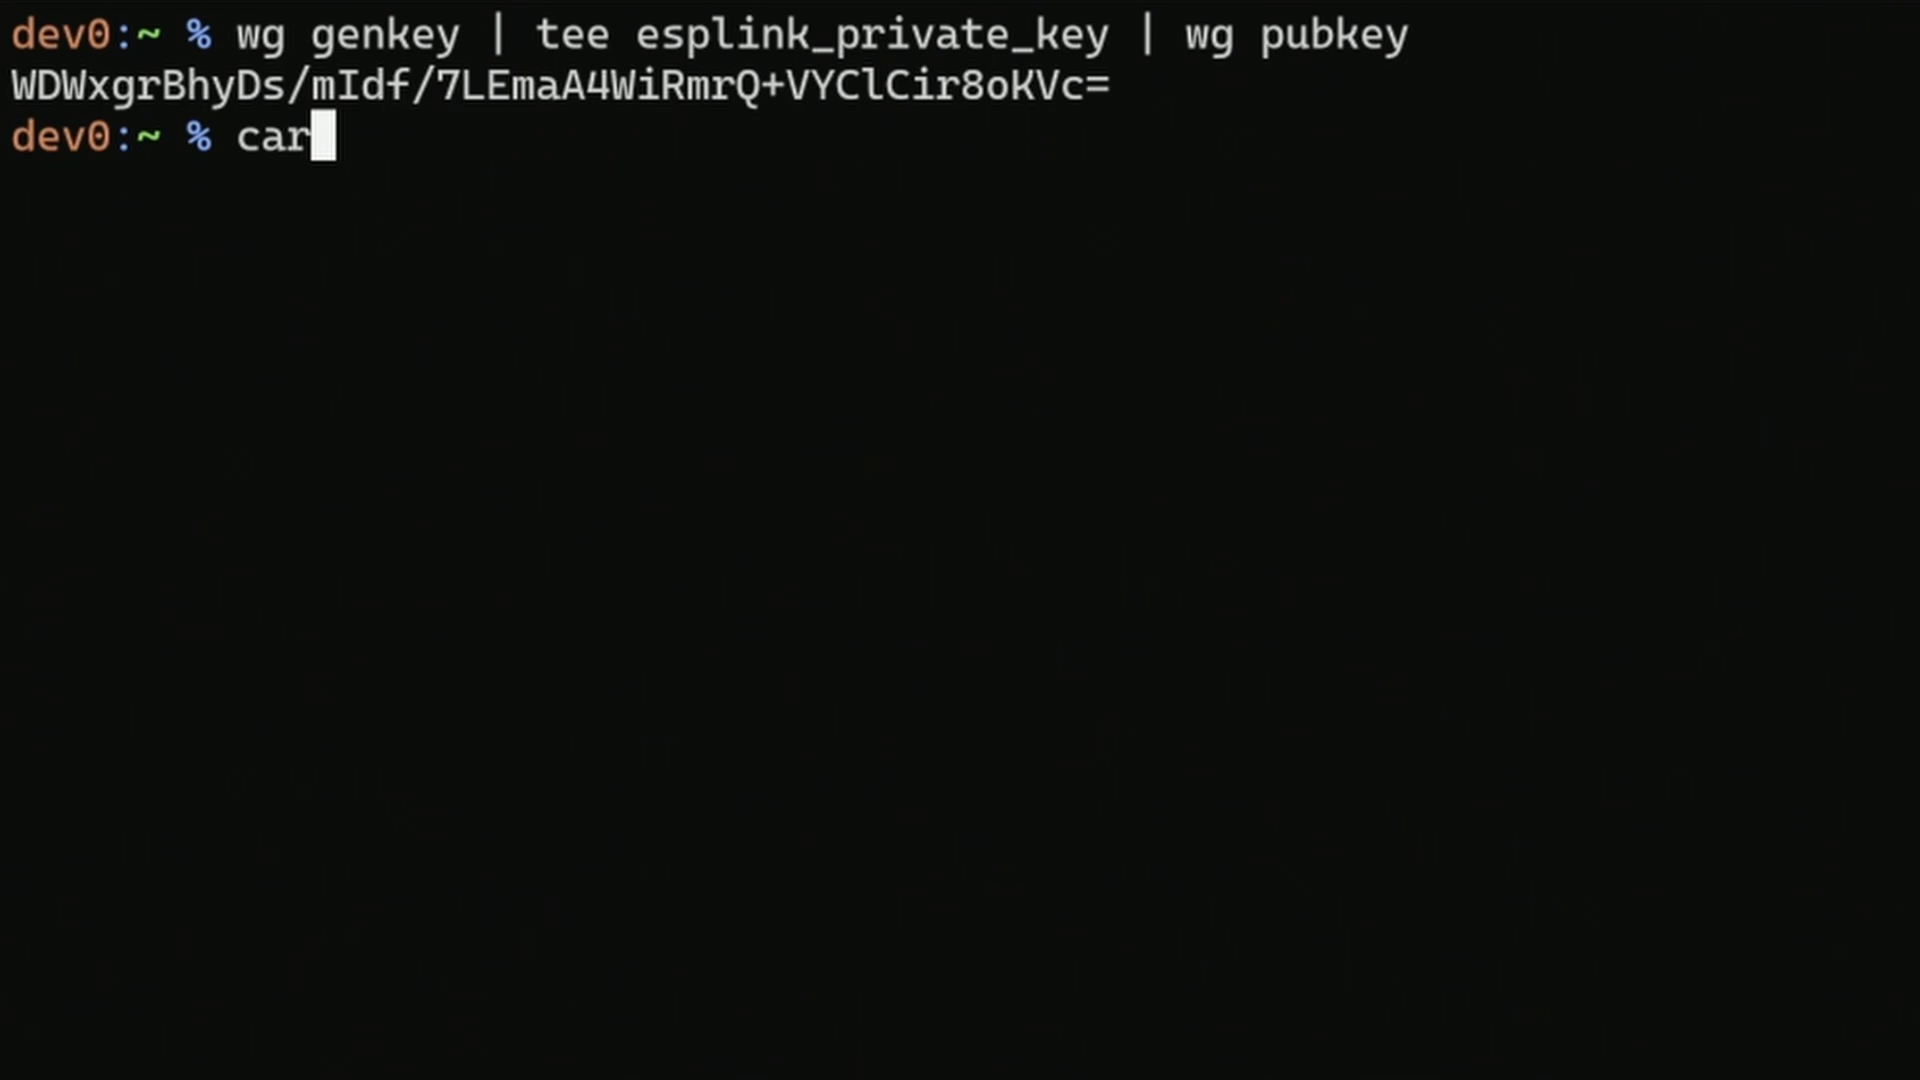 dev0:~ % wg genkey | tee esplink_private_key | wg pubkey
WDWxgrBhyDs/mIdf/7LEmaA4WiRmrQ+VYClCir8oKVc=
dev0:~ % car